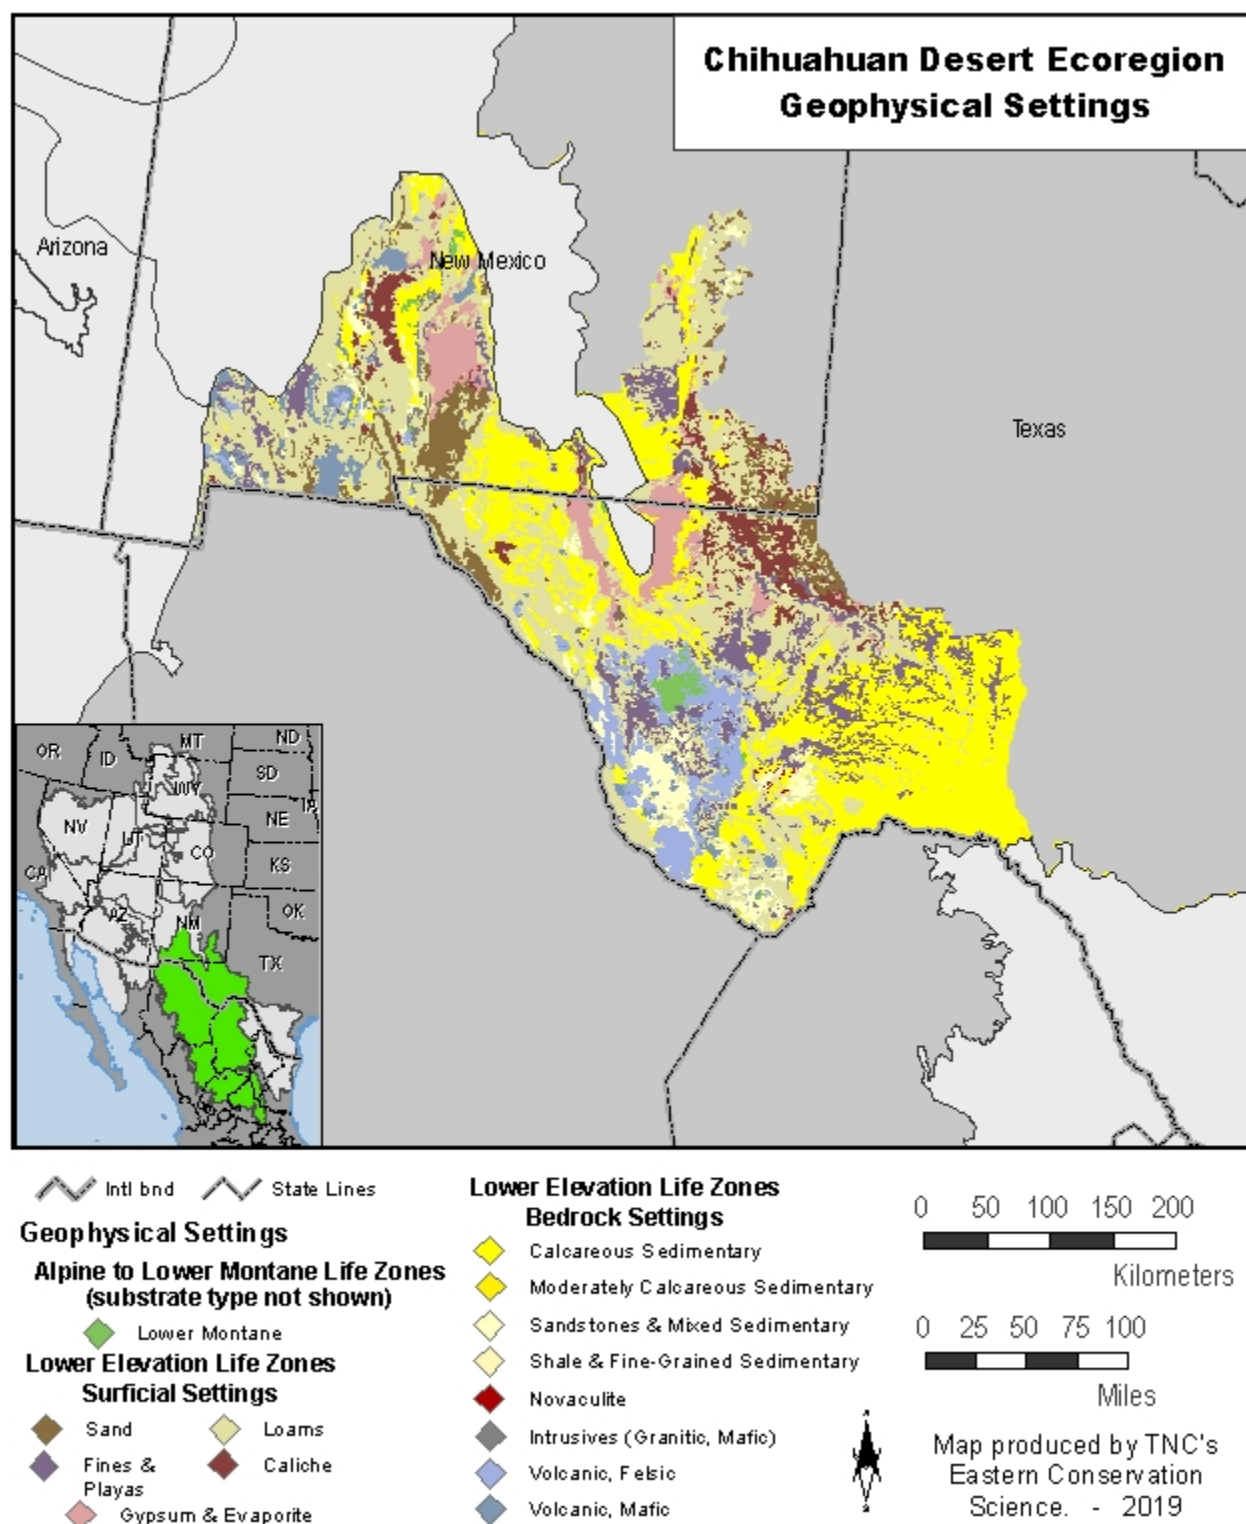 Chihuahuan Desert Ecoregion
Geophysical Settings
Arizona
New Mexico
Texas
OR
ID
MT
ND
SD
WY
IA
NV
UT
NE
CO
CA
KS
AZ
NM
OK
TX
Intl bnd
State Lines
Geophysical Settings
Alpine to Lower Montane Life Zones
(substrate type not shown)
Lower Montane
Lower Elevation Life Zones
Surficial Settings
Sand
Loams
Fines &
Playas
Caliche
Gypsum & Evaporite
Lower Elevation Life Zones
Bedrock Settings
Calcareous Sedimentary
Moderately Calcareous Sedimentary
Sandstones & Mixed Sedimentary
Shale & Fine-Grained Sedimentary
Novaculite
Intrusives (Granitic, Mafic)
Volcanic, Felsic
Volcanic, Mafic
0 50 100 150 200
Kilometers
0 25 50 75 100
Miles
Map produced by TNC's
Eastern Conservation
Science. - 2019